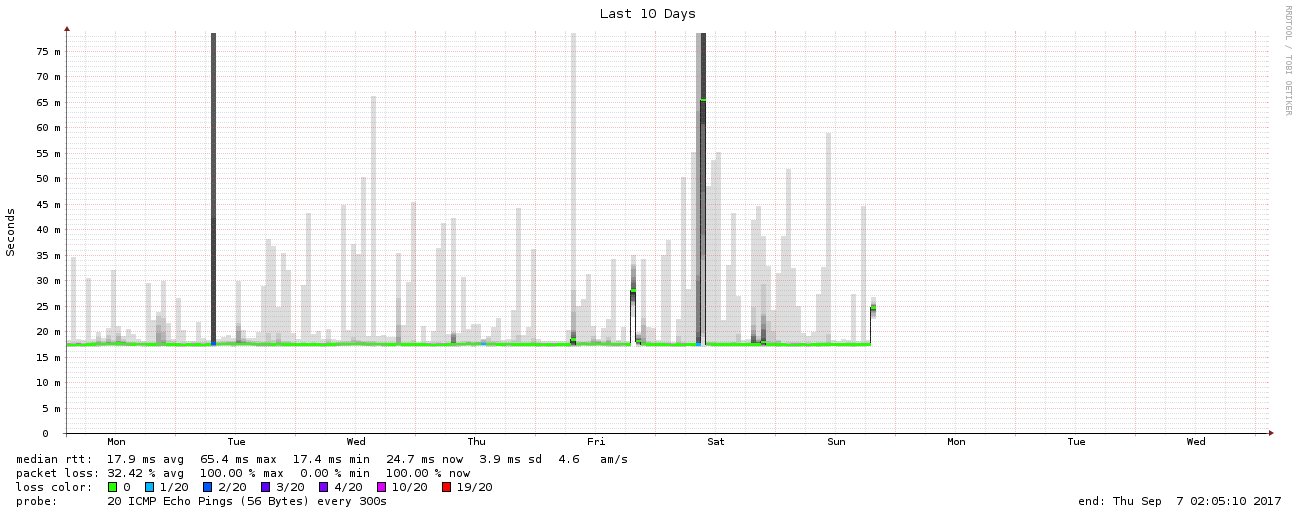 Last 10 Days
RRDTOOL / TOBI OETIKER
Seconds
75 m
70 m
65 m
60 m
55 m
50 m
45 m
40 m
35 m
30 m
25 m
20 m
15 m
10 m
5 m
0
Mon Tue Wed Thu Fri Sat Sun Mon Tue Wed
median rtt: 17.9 ms avg 65.4 ms max 17.4 ms min 24.7 ms now 3.9 ms sd 4.6 am/s
packet loss: 32.42 % avg 100.00 % max 0.00 % min 100.00 % now
loss color: 0 1/20 2/20 3/20 4/20 10/20 19/20
probe: 20 ICMP Echo Pings (56 Bytes) every 300s end: Thu Sep 7 02:05:10 2017